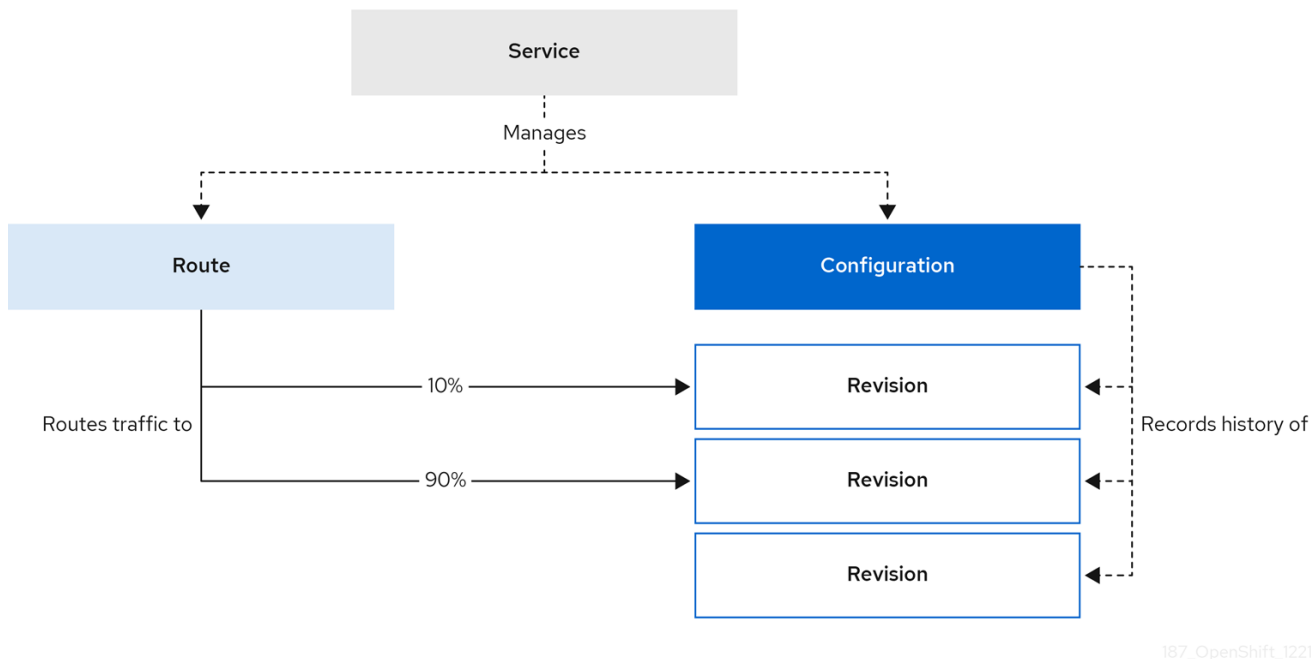 Service
Manages
Route
Configuration
10%
Revision
Routes traffic to
Records history of
90%
Revision
Revision
187_OpenShift_1221